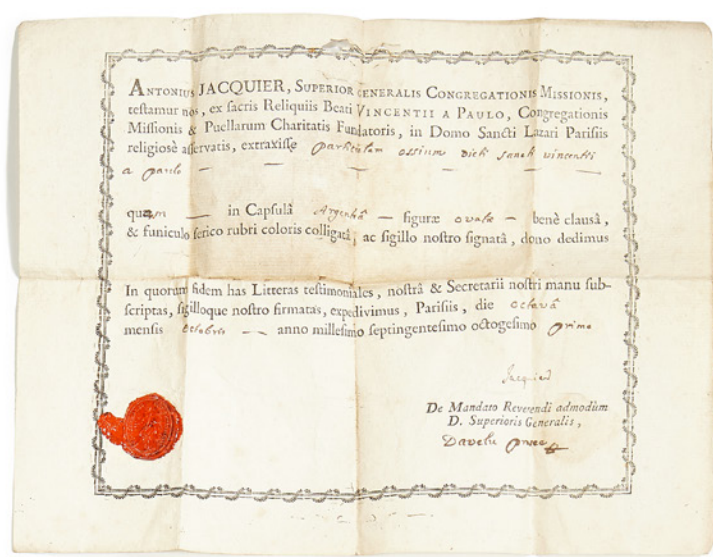 ANTONIUS JACQUIER, SUPERIOR GENERALIS CONGREGATIONIS MISSIONIS,
testamur nos, ex sacris Reliquiis Beati VINCENTII A PAULO, Congregationis
Missionis & Puellarum Charitatis Fundatoris, in Domo Sancti Lazari Parisiis
religiosè asservatis, extraxisse particulam ossium dicti sancti vincentii
a paulo — — — — —
quam — in Capsulâ Argenteâ — figuræ ovalæ — benè clausâ,
& funiculo serico rubri coloris colligatâ, ac sigillo nostro signatâ, dono dedimus
In quorum fidem has Litteras testimoniales, nostrâ & Secretarii nostri manu sub-
scriptas, sigilloque nostro firmatas, expedivimus, Parisiis, die octavâ
mensis octobris — anno millesimo septingentesimo octogesimo primo
Jacquier
De Mandato Reverendi admodùm
D. Superioris Generalis,